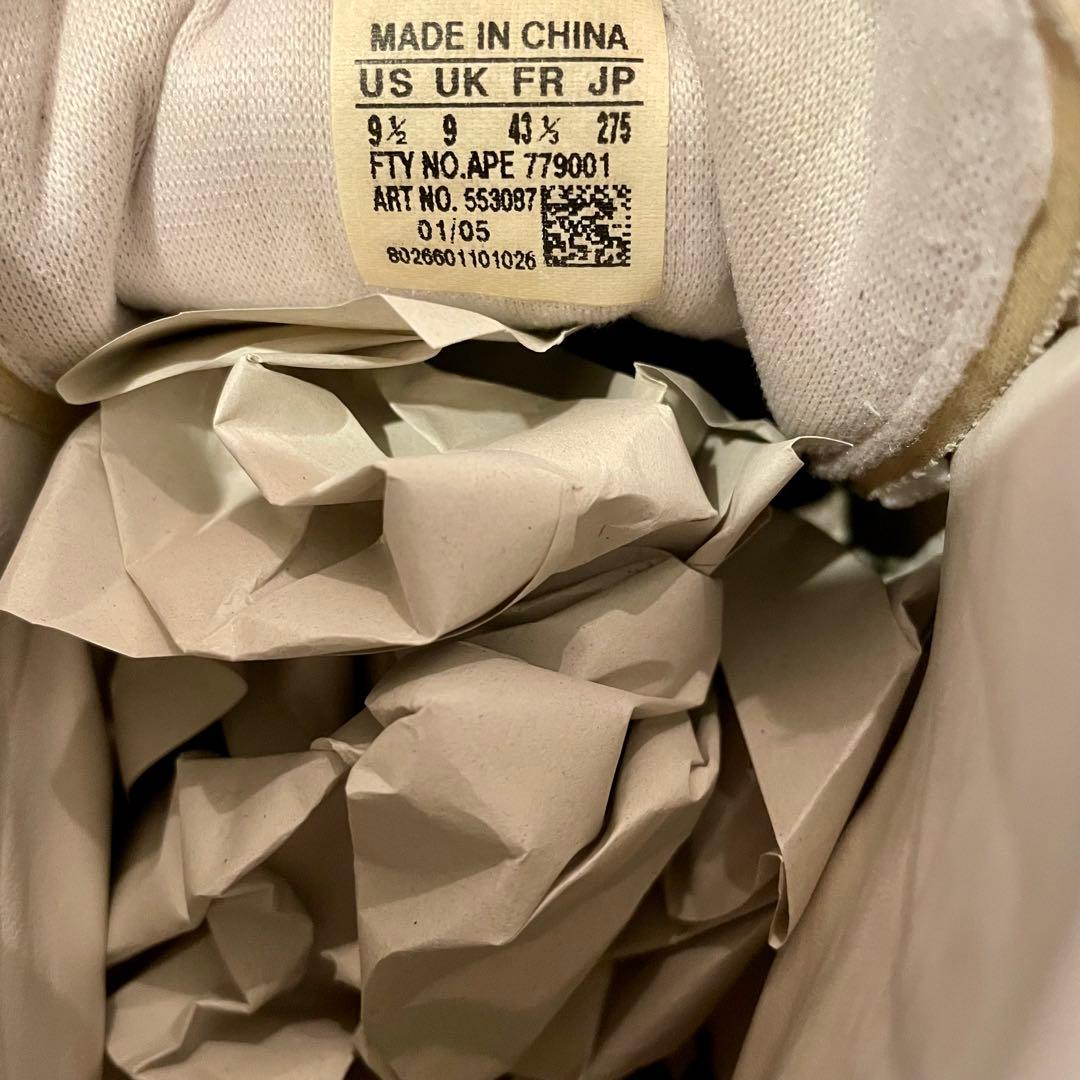 MADE IN CHINA
US UK FR JP
9½ 9 43⅓ 275
FTY NO.APE 779001
ART NO. 553087
01/05
8026601101026